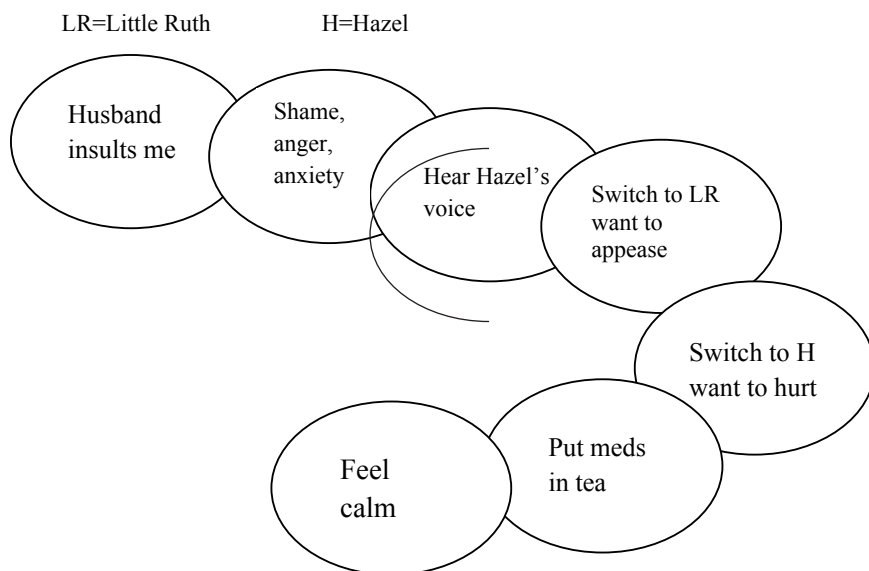 LR=Little Ruth H=Hazel
Husband
insults me
Shame,
anger,
anxiety
Hear Hazel’s
voice
Switch to LR
want to
appease
Switch to H
want to hurt
Put meds
in tea
Feel
calm